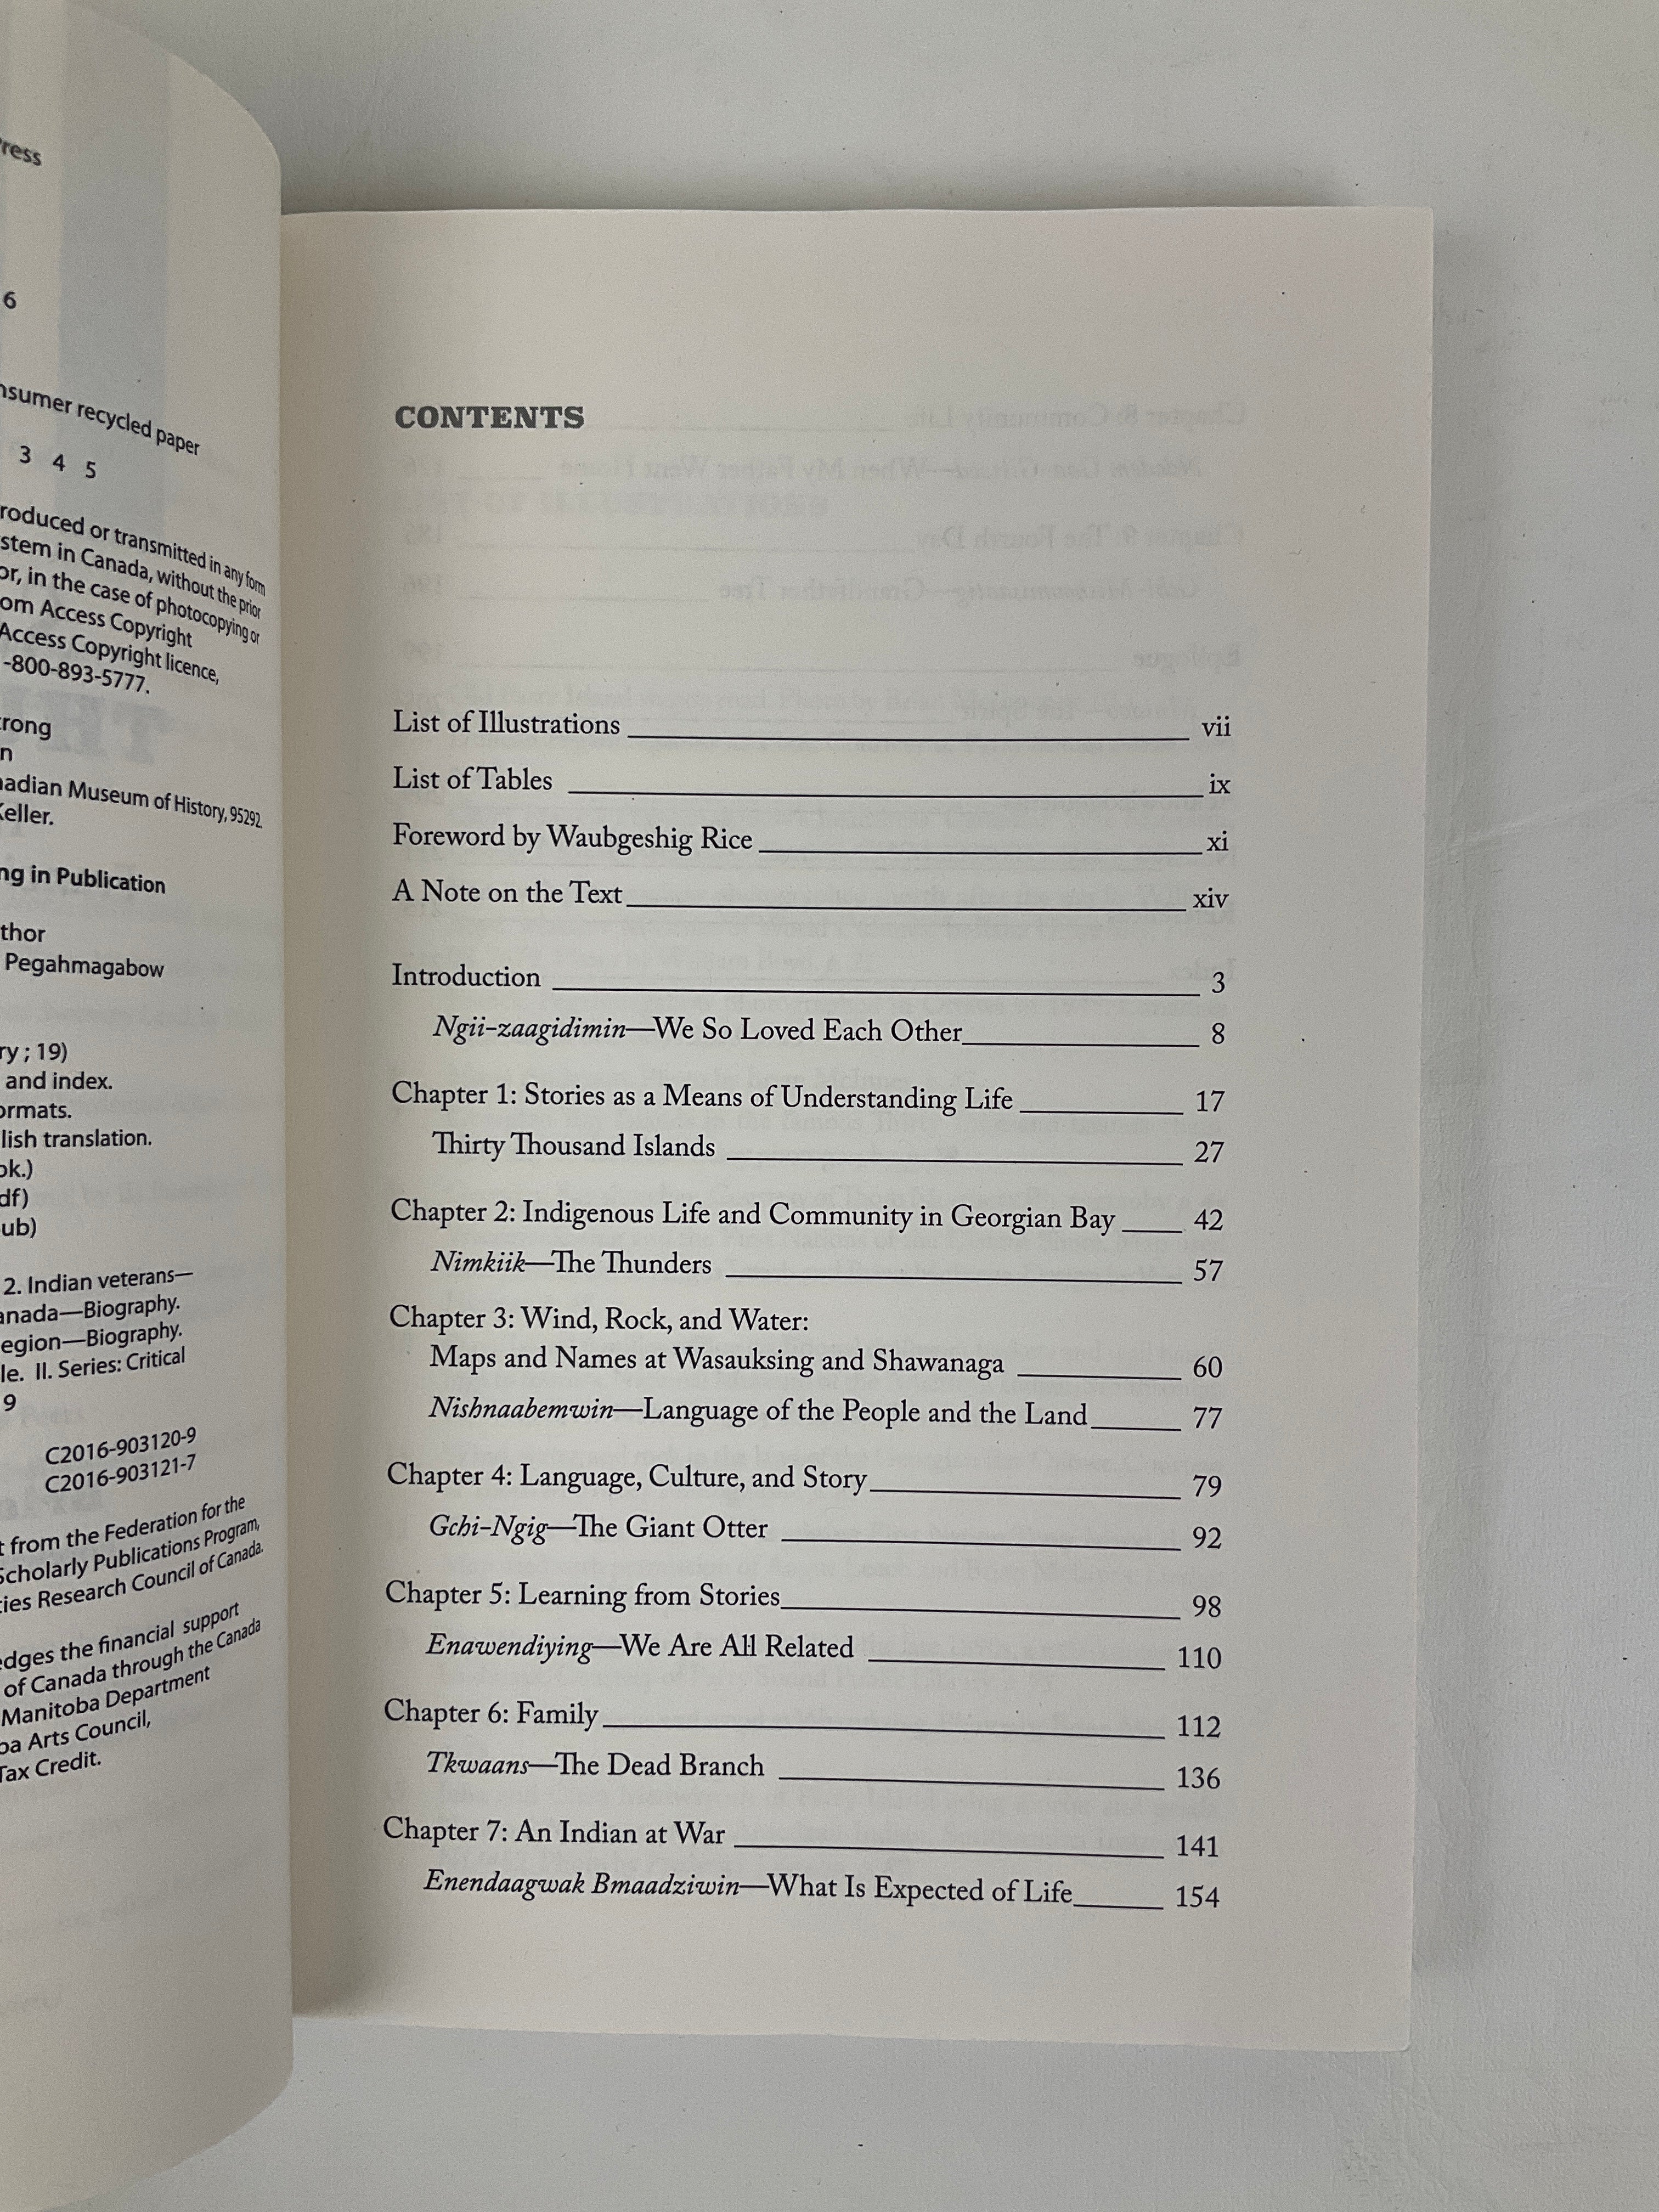 ress
6
nsumer recycled paper
3 4 5
roduced or transmitted in any form
stem in Canada, without the prior
or, in the case of photocopying or
om Access Copyright
Access Copyright licence,
-800-893-5777.
rong
n
nadian Museum of History, 95292.
Keller.
ng in Publication
thor
Pegahmagabow
ry ; 19)
and index.
ormats.
lish translation.
ok.)
df)
ub)
2. Indian veterans—
anada—Biography.
egion—Biography.
le. II. Series: Critical
9
C2016-903120-9
C2016-903121-7
t from the Federation for the
Scholarly Publications Program,
ties Research Council of Canada.
edges the financial support
of Canada through the Canada
Manitoba Department
ba Arts Council,
Tax Credit.
CONTENTS
List of Illustrations vii
List of Tables ix
Foreword by Waubgeshig Rice xi
A Note on the Text xiv
Introduction 3
Ngii-zaagidimin—We So Loved Each Other 8
Chapter 1: Stories as a Means of Understanding Life 17
Thirty Thousand Islands 27
Chapter 2: Indigenous Life and Community in Georgian Bay 42
Nimkiik—The Thunders 57
Chapter 3: Wind, Rock, and Water:
Maps and Names at Wasauksing and Shawanaga 60
Nishnaabemwin—Language of the People and the Land 77
Chapter 4: Language, Culture, and Story 79
Gchi-Ngig—The Giant Otter 92
Chapter 5: Learning from Stories 98
Enawendiying—We Are All Related 110
Chapter 6: Family 112
Tkwaans—The Dead Branch 136
Chapter 7: An Indian at War 141
Enendaagwak Bmaadziwin—What Is Expected of Life 154